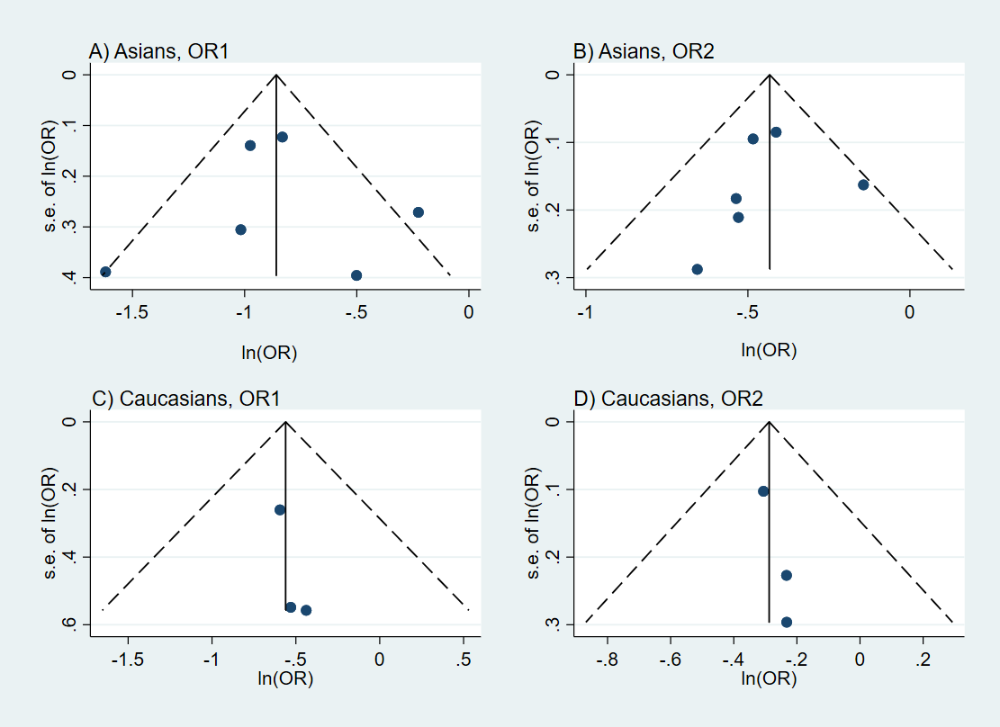 A) Asians, OR1
s.e. of ln(OR)
0
.1
.2
.3
.4
-1.5 -1 -.5 0
ln(OR)
B) Asians, OR2
s.e. of ln(OR)
0
.1
.2
.3
-1 -.5 0
ln(OR)
C) Caucasians, OR1
s.e. of ln(OR)
0
.2
.4
.6
-1.5 -1 -.5 0 .5
ln(OR)
D) Caucasians, OR2
s.e. of ln(OR)
0
.1
.2
.3
-.8 -.6 -.4 -.2 0 .2
ln(OR)